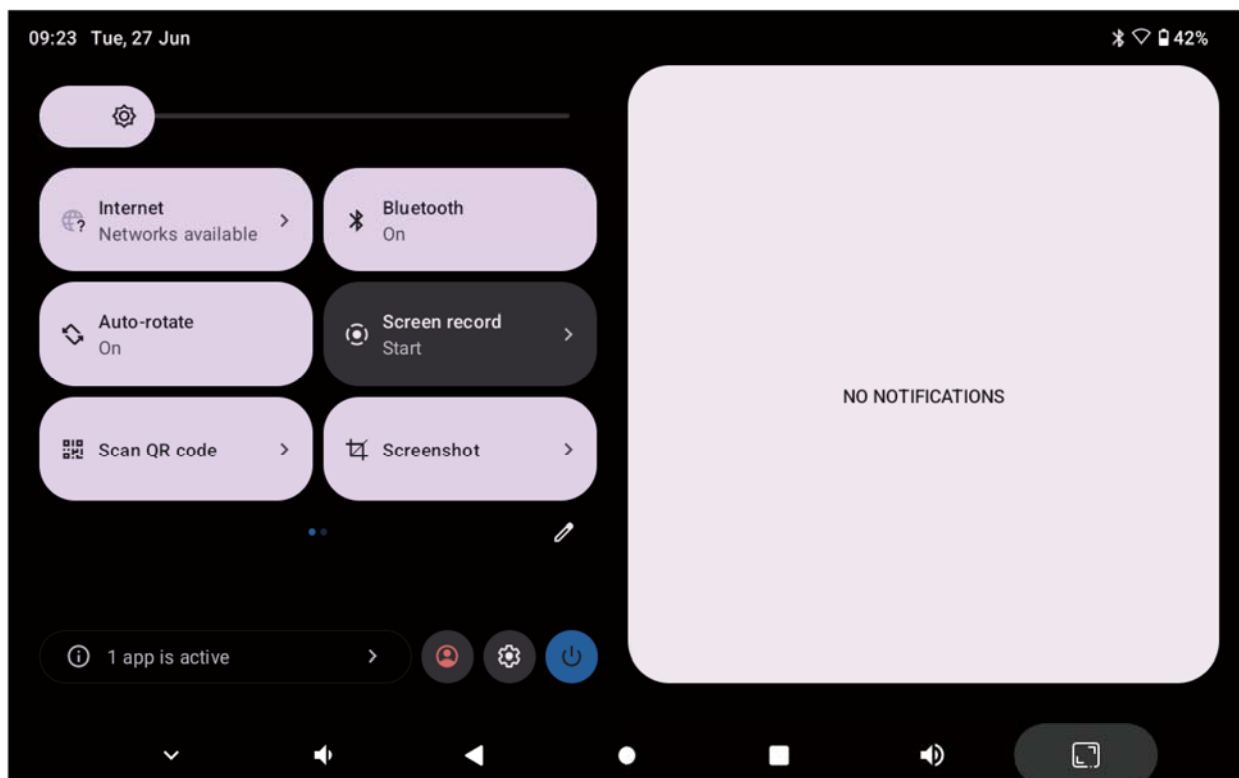 09:23 Tue, 27 Jun
42%
Internet
Networks available
Bluetooth
On
Auto-rotate
On
Screen record
Start
Scan QR code
Screenshot
NO NOTIFICATIONS
1 app is active